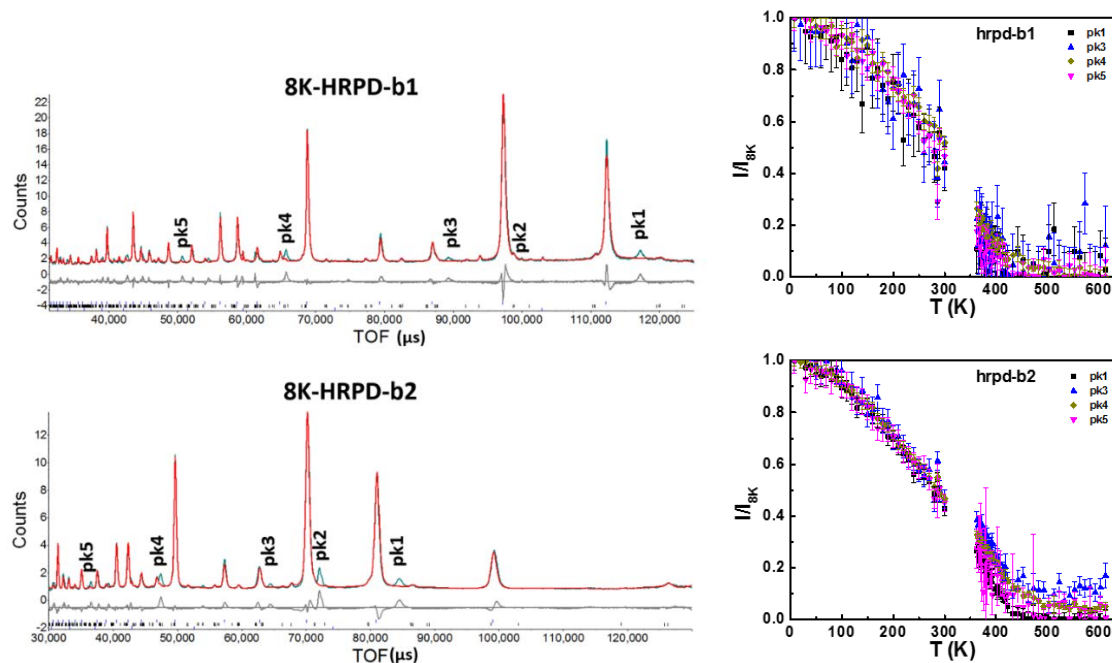 8K-HRPD-b1
Counts
22
20
18
16
14
12
10
8
6
4
2
0
-2
-4
pk5
pk4
pk3
pk2
pk1
40,000 50,000 60,000 70,000 80,000 90,000 100,000 110,000 120,000
TOF (μs)
8K-HRPD-b2
Counts
12
10
8
6
4
2
0
-2
pk5
pk4
pk3
pk2
pk1
30,000 40,000 50,000 60,000 70,000 80,000 90,000 100,000 110,000 120,000
TOF (μs)
hrpd-b1
pk1
pk3
pk4
pk5
I/I8K
1.0
0.8
0.6
0.4
0.2
0.0
0 100 200 300 400 500 600
T (K)
hrpd-b2
pk1
pk3
pk4
pk5
I/I8K
1.0
0.8
0.6
0.4
0.2
0.0
0 100 200 300 400 500 600
T (K)